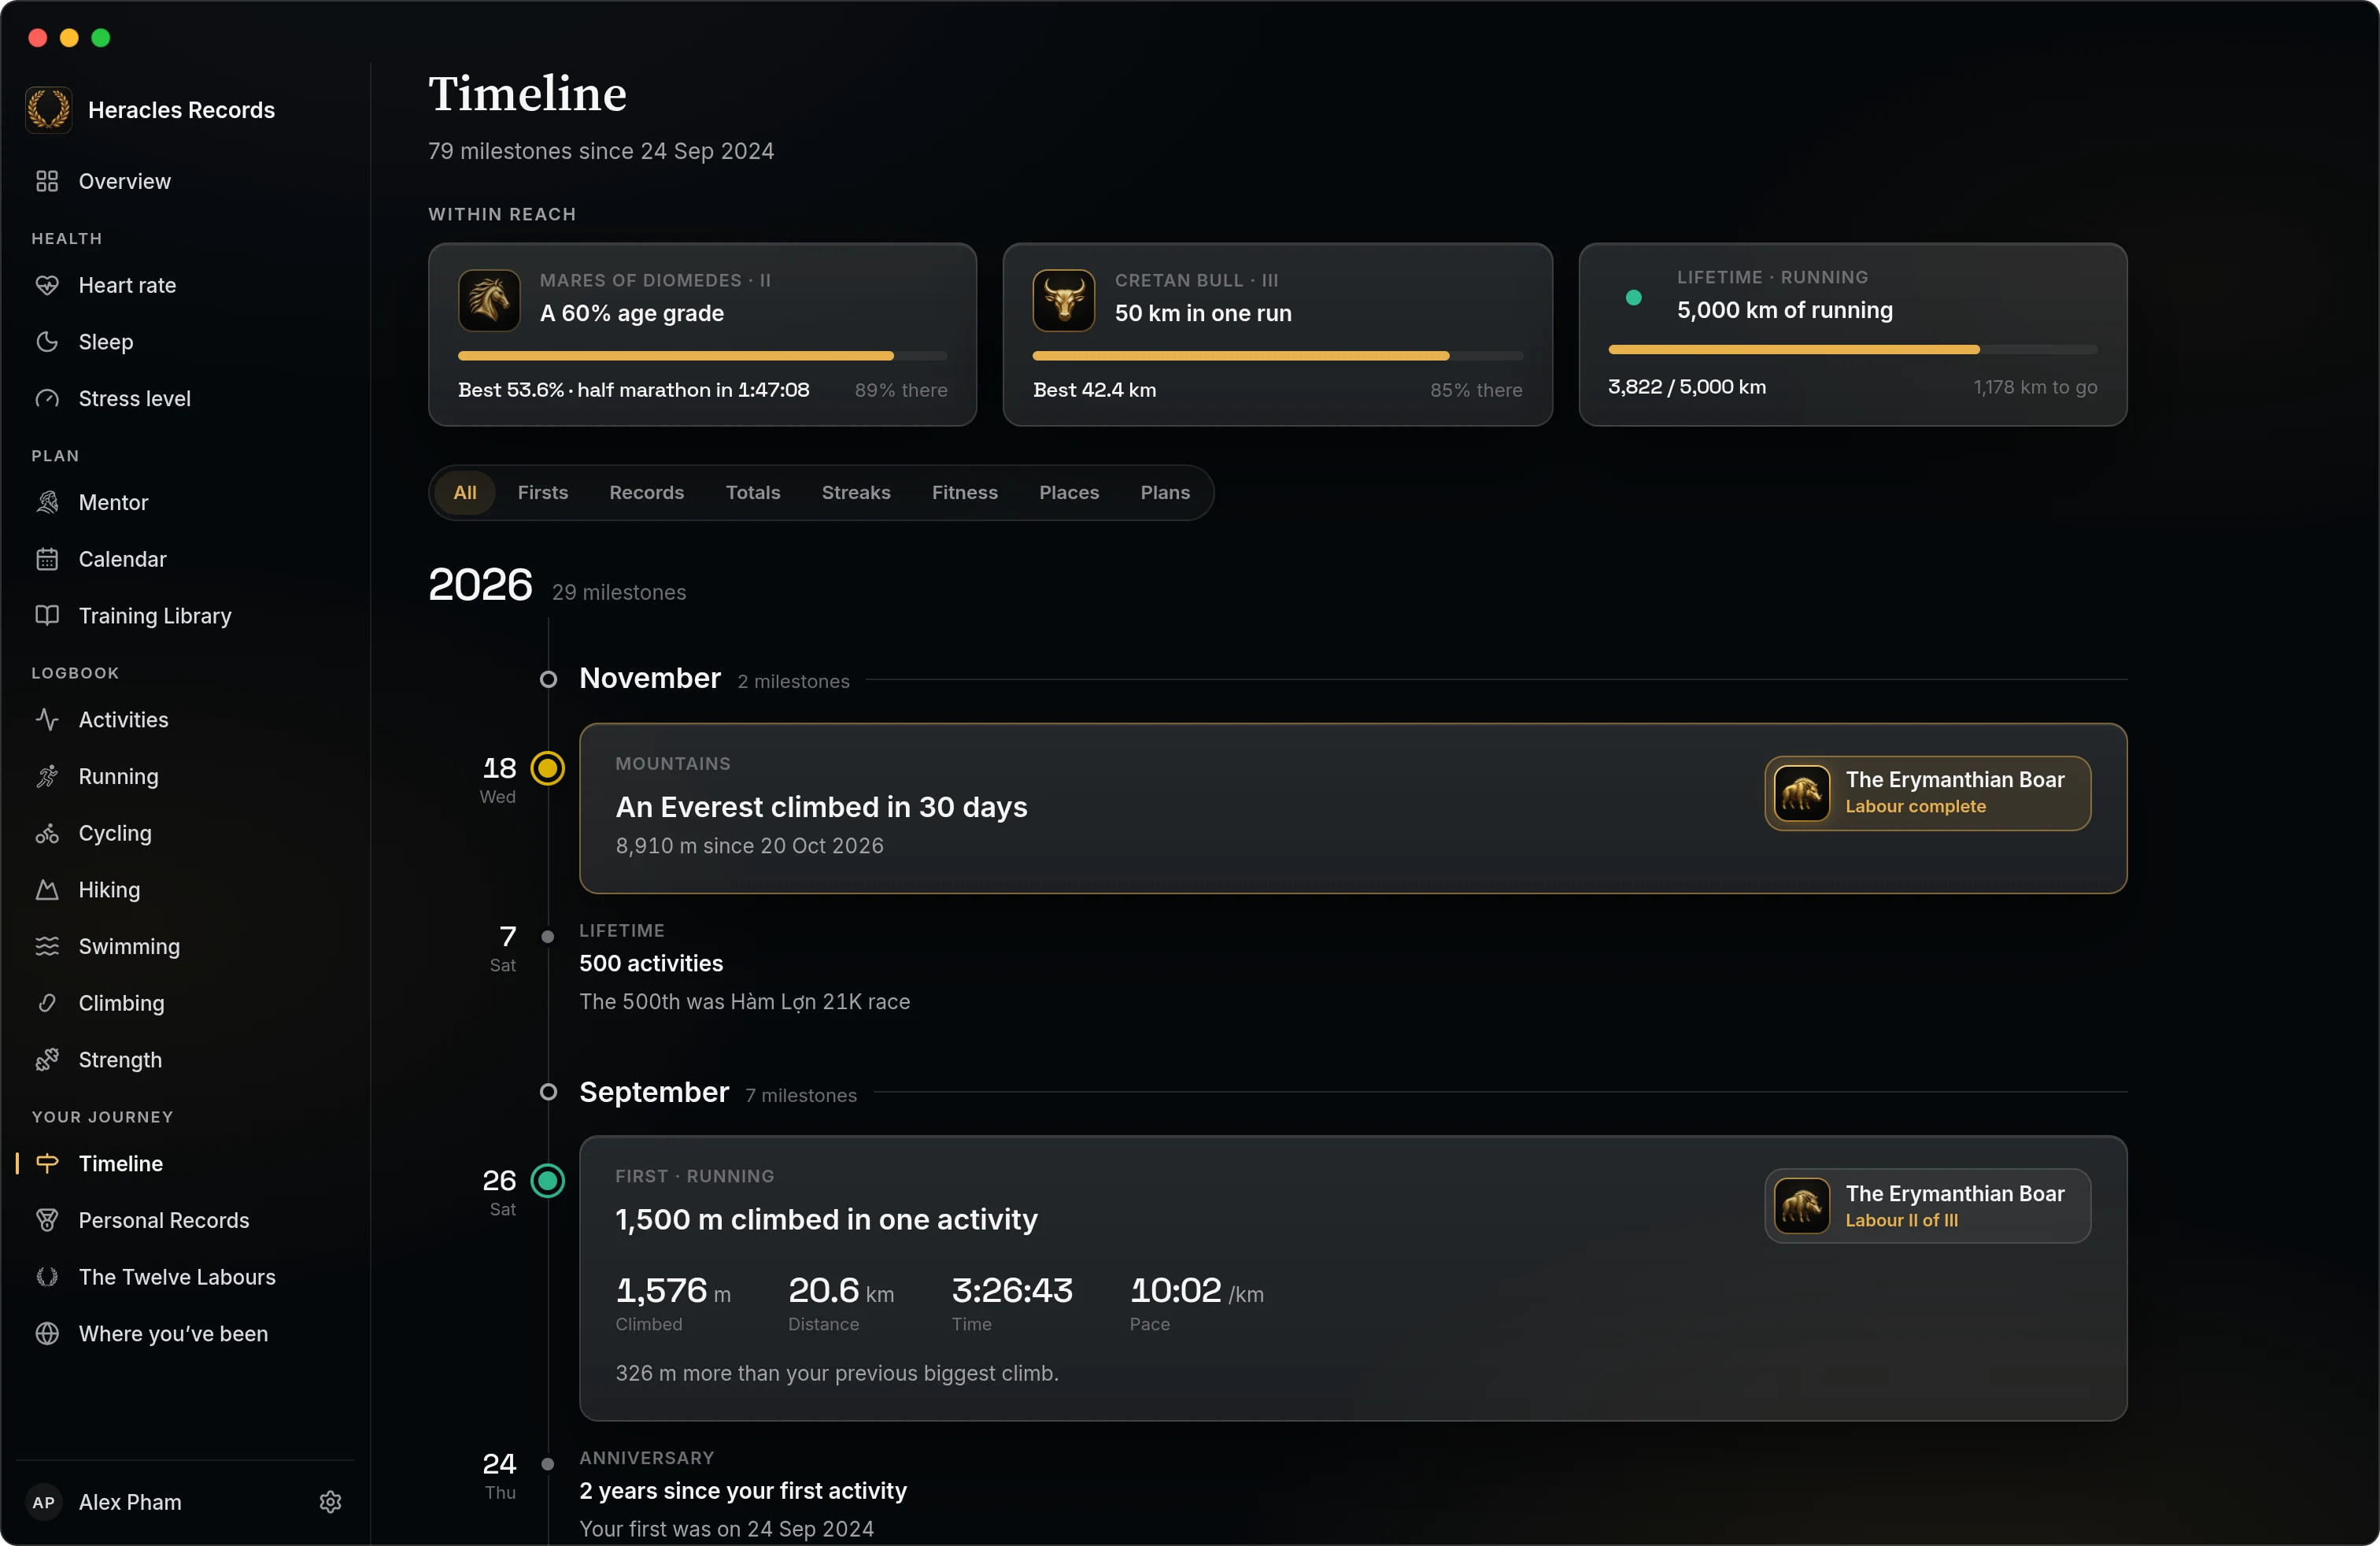 Heracles Records
Overview
HEALTH
Heart rate
Sleep
Stress level
PLAN
Mentor
Calendar
Training Library
LOGBOOK
Activities
Running
Cycling
Hiking
Swimming
Climbing
Strength
YOUR JOURNEY
Timeline
Personal Records
The Twelve Labours
Where you’ve been
AP Alex Pham
Timeline
79 milestones since 24 Sep 2024
WITHIN REACH
MARES OF DIOMEDES · II
A 60% age grade
Best 53.6% · half marathon in 1:47:08 89% there
CRETAN BULL · III
50 km in one run
Best 42.4 km 85% there
LIFETIME · RUNNING
5,000 km of running
3,822 / 5,000 km 1,178 km to go
All Firsts Records Totals Streaks Fitness Places Plans
2026 29 milestones
November 2 milestones
18
Wed
MOUNTAINS
An Everest climbed in 30 days
8,910 m since 20 Oct 2026
The Erymanthian Boar
Labour complete
7
Sat
LIFETIME
500 activities
The 500th was Hàm Lợn 21K race
September 7 milestones
26
Sat
FIRST · RUNNING
1,500 m climbed in one activity
The Erymanthian Boar
Labour II of III
1,576 m 20.6 km 3:26:43 10:02 /km
Climbed Distance Time Pace
326 m more than your previous biggest climb.
24
Thu
ANNIVERSARY
2 years since your first activity
Your first was on 24 Sep 2024